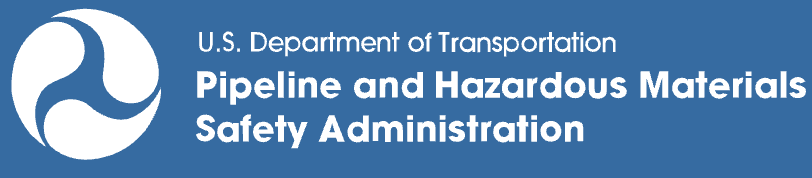 U.S. Department of Transportation
Pipeline and Hazardous Materials
Safety Administration